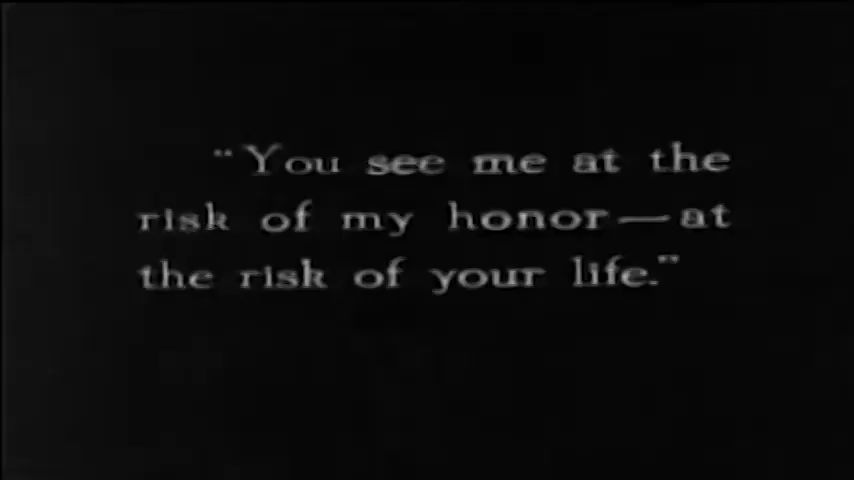 "You see me at the
risk of my honor—at
the risk of your life."